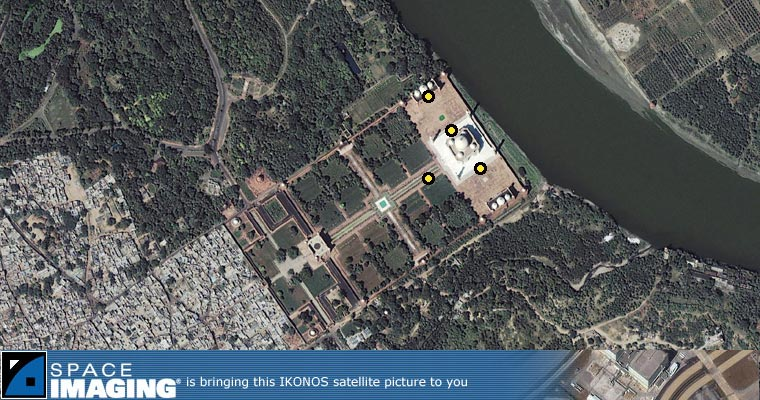 SPACE
IMAGING® is bringing this IKONOS satellite picture to you